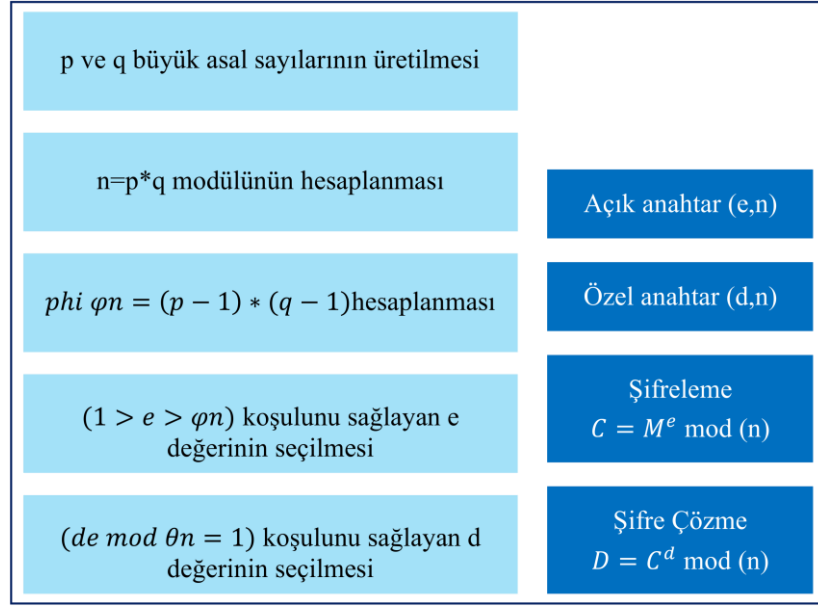 p ve q büyük asal sayılarının üretilmesi
n=p*q modülünün hesaplanması
phi φn = (p − 1) ∗ (q − 1)hesaplanması
(1 > e > φn) koşulunu sağlayan e
değerinin seçilmesi
(de mod θn = 1) koşulunu sağlayan d
değerinin seçilmesi
Açık anahtar (e,n)
Özel anahtar (d,n)
Şifreleme
C = M^e mod (n)
Şifre Çözme
D = C^d mod (n)